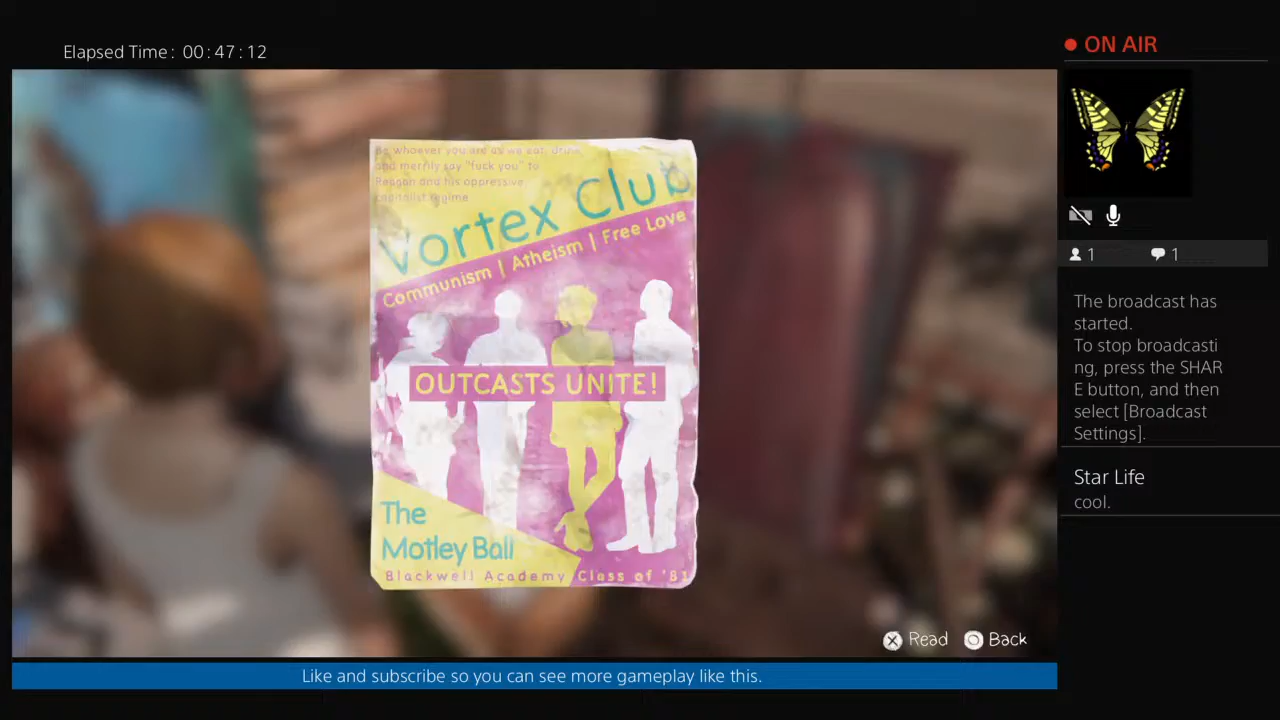 Elapsed Time: 00:47:12
ON AIR
Be whoever you are as we eat, drink
and merrily say "fuck you" to
Reagan and his oppressive
capitalist regime
Vortex Club
Communism | Atheism | Free Love
OUTCASTS UNITE!
The
Motley Ball
Blackwell Academy Class of '81
Read Back
1 1
The broadcast has
started.
To stop broadcasti
ng, press the SHAR
E button, and then
select [Broadcast
Settings].
Star Life
cool.
Like and subscribe so you can see more gameplay like this.